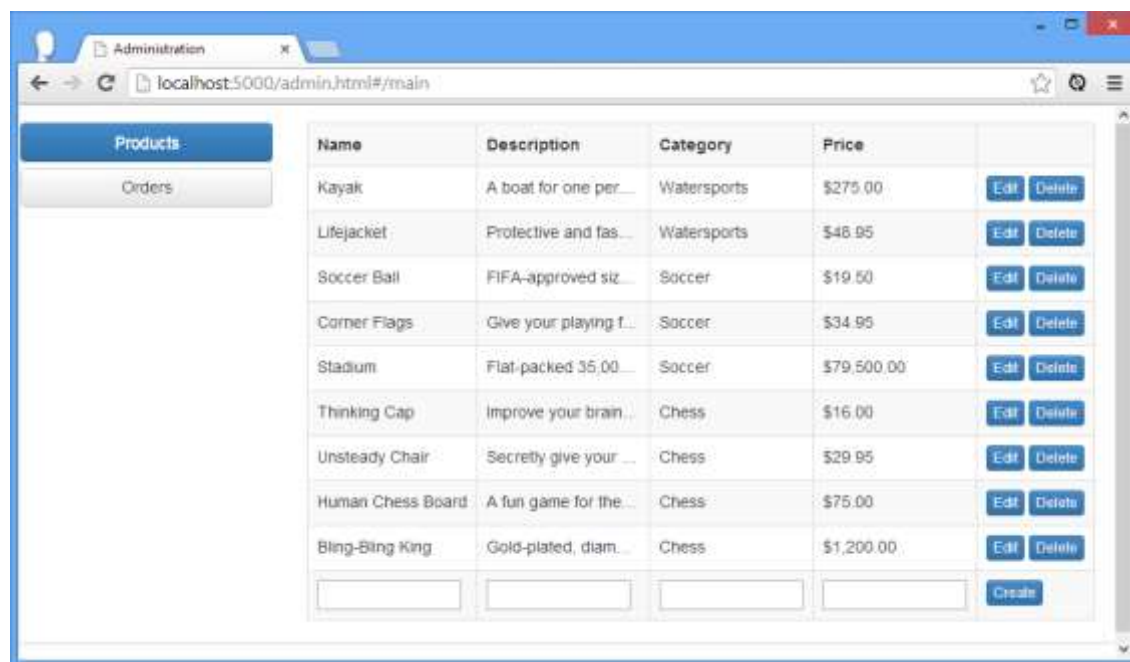 Administration
localhost:5000/admin.html#/main
Products
Orders
Name Description Category Price
Kayak A boat for one per... Watersports $275.00 Edit Delete
Lifejacket Protective and fas... Watersports $48.95 Edit Delete
Soccer Ball FIFA-approved siz... Soccer $19.50 Edit Delete
Corner Flags Give your playing f... Soccer $34.95 Edit Delete
Stadium Flat-packed 35,00... Soccer $79,500.00 Edit Delete
Thinking Cap Improve your brain... Chess $16.00 Edit Delete
Unsteady Chair Secretly give your ... Chess $29.95 Edit Delete
Human Chess Board A fun game for the... Chess $75.00 Edit Delete
Bling-Bling King Gold-plated, diam... Chess $1,200.00 Edit Delete
Create